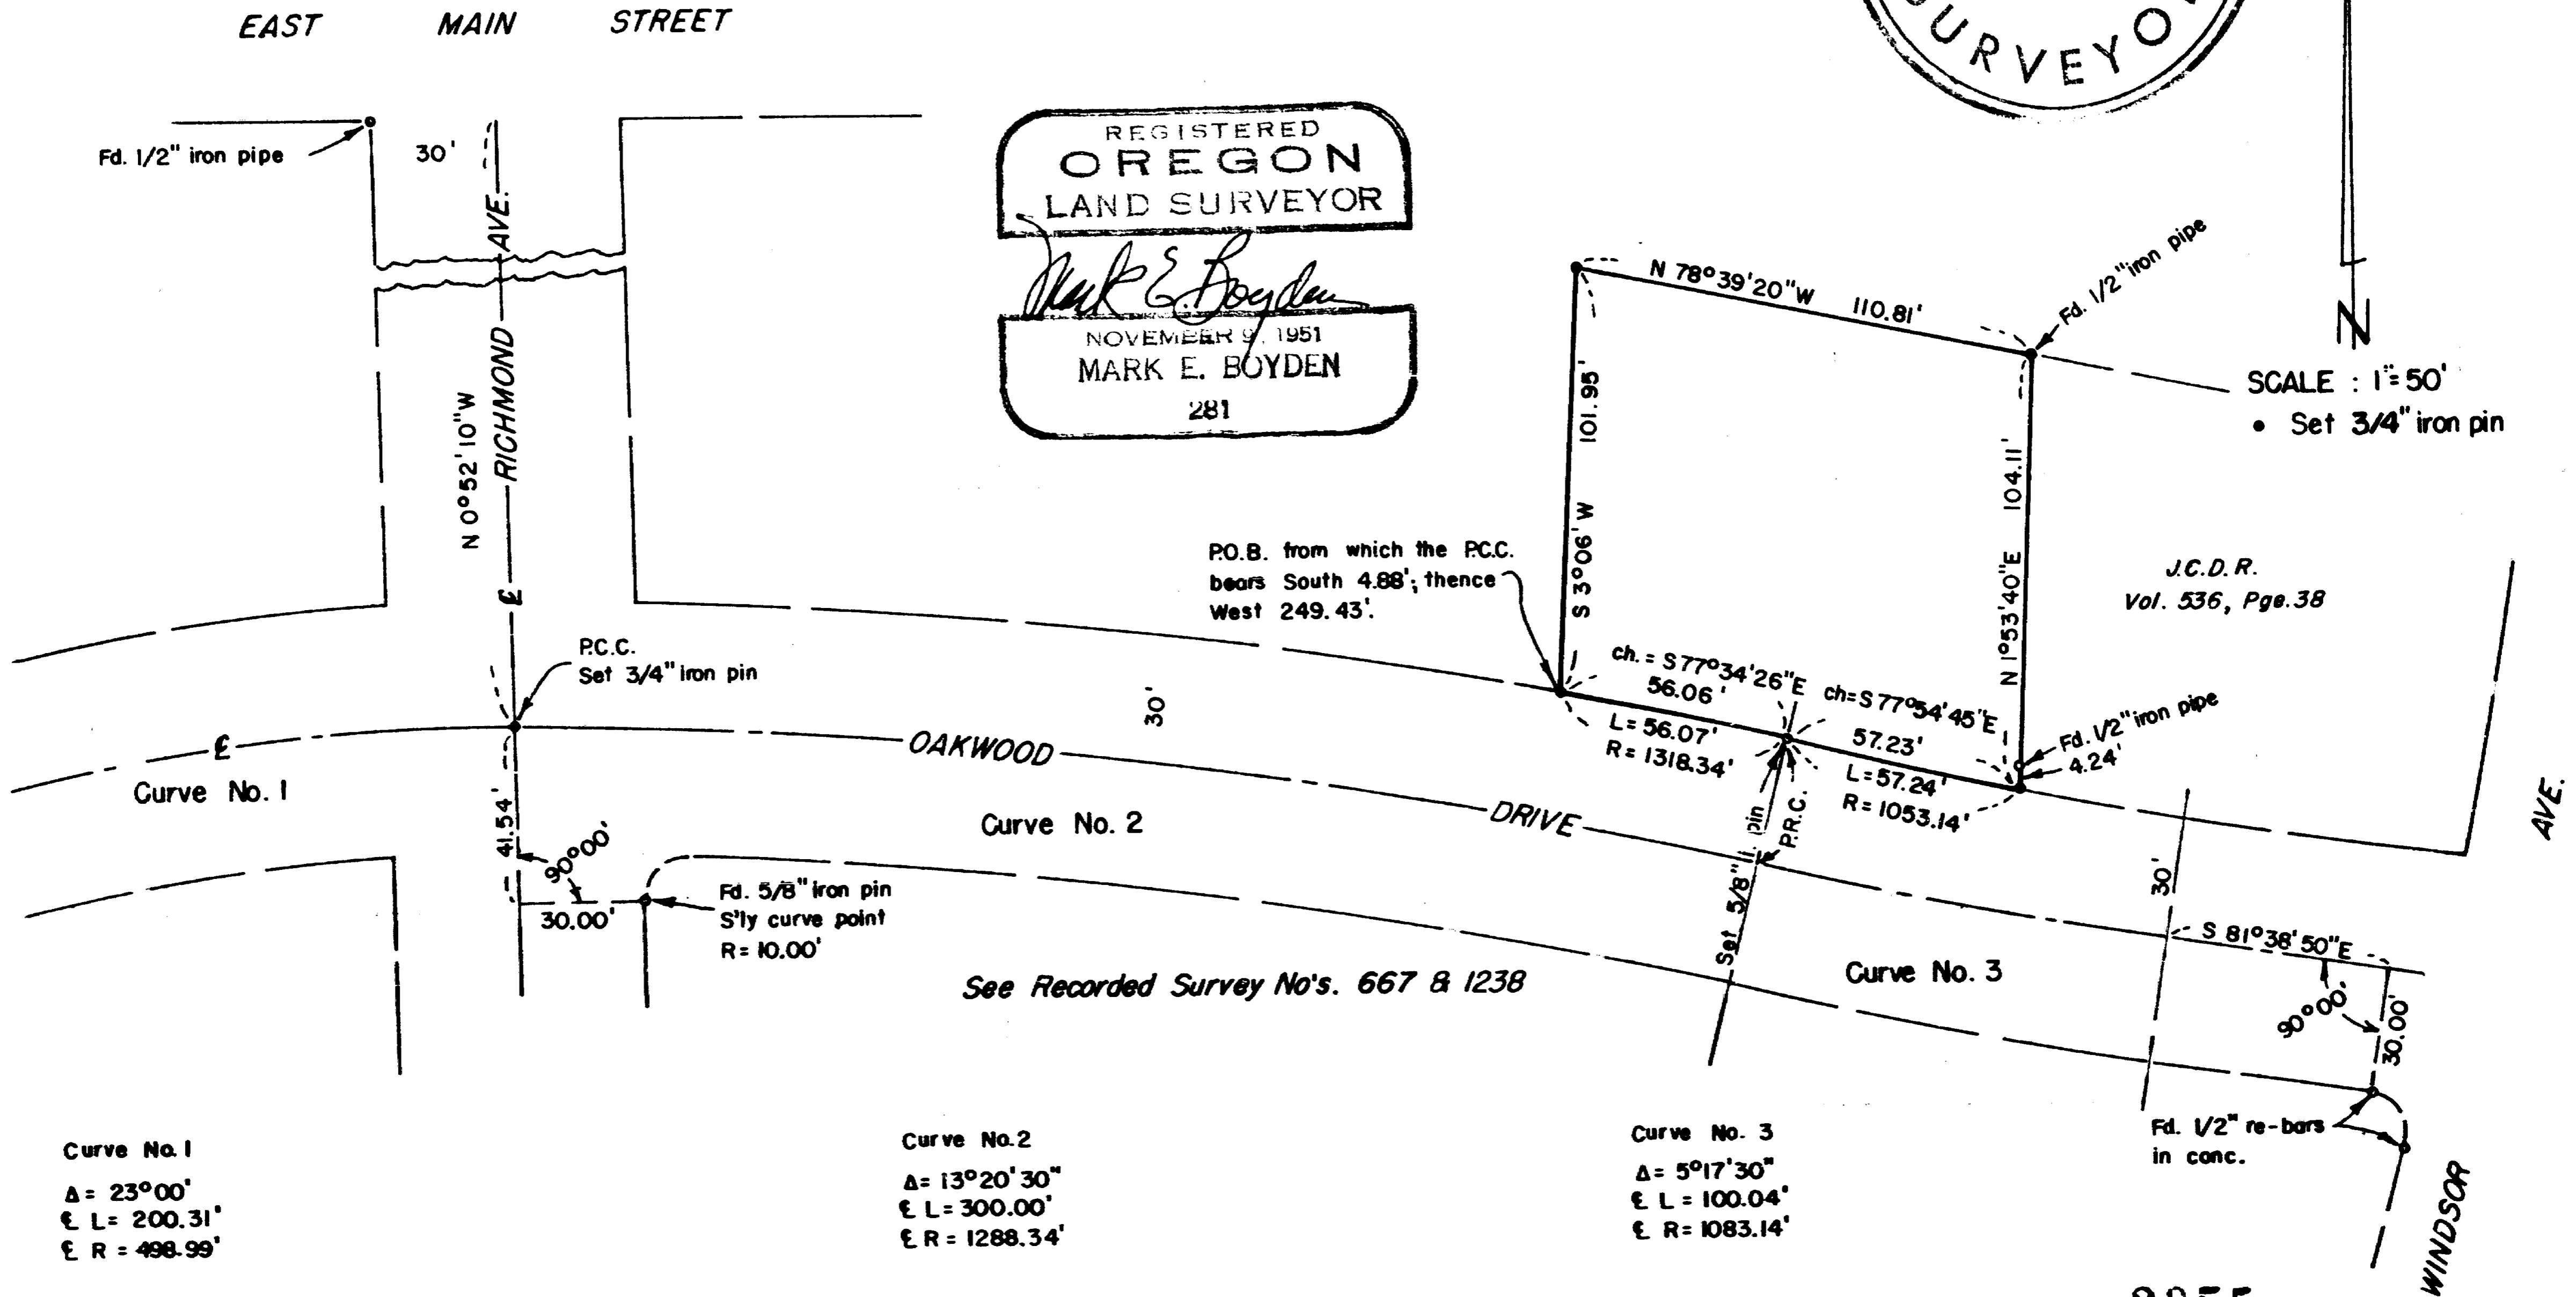 EAST MAIN STREET
SURVEYO
Fd. 1/2" iron pipe
30'
RICHMOND AVE.
N 0°52'10"W
℄
REGISTERED
OREGON
LAND SURVEYOR
Mark E. Boyden
NOVEMBER 9, 1951
MARK E. BOYDEN
281
N 78°39'20"W 110.81'
Fd. 1/2" iron pipe
N
SCALE : 1"=50'
• Set 3/4" iron pin
S 3°06' W 101.95'
N 1°53'40"E 104.11'
P.O.B. from which the P.C.C.
bears South 4.88'; thence
West 249.43'.
J.C.D.R.
Vol. 536, Pge.38
P.C.C.
Set 3/4" iron pin
ch. = S77°34'26"E
56.06'
L=56.07'
R=1318.34'
ch=S77°54'45"E
57.23'
L=57.24'
R=1053.14'
Fd. 1/2" iron pipe
4.24'
30'
℄
OAKWOOD DRIVE
Curve No. 1
41.54'
90°00'
30.00'
Fd. 5/8" iron pin
S'ly curve point
R=10.00'
Curve No. 2
Set 5/8" I. pin
P.R.C.
30'
S 81°38'50"E
90°00'
30.00'
Curve No. 3
See Recorded Survey No's. 667 & 1238
Fd. 1/2" re-bars
in conc.
WINDSOR AVE.
Curve No. 1
Δ= 23°00'
℄ L= 200.31'
℄ R = 498.99'
Curve No. 2
Δ= 13°20'30"
℄ L=300.00'
℄ R= 1288.34'
Curve No. 3
Δ= 5°17'30"
℄ L = 100.04'
℄ R= 1083.14'